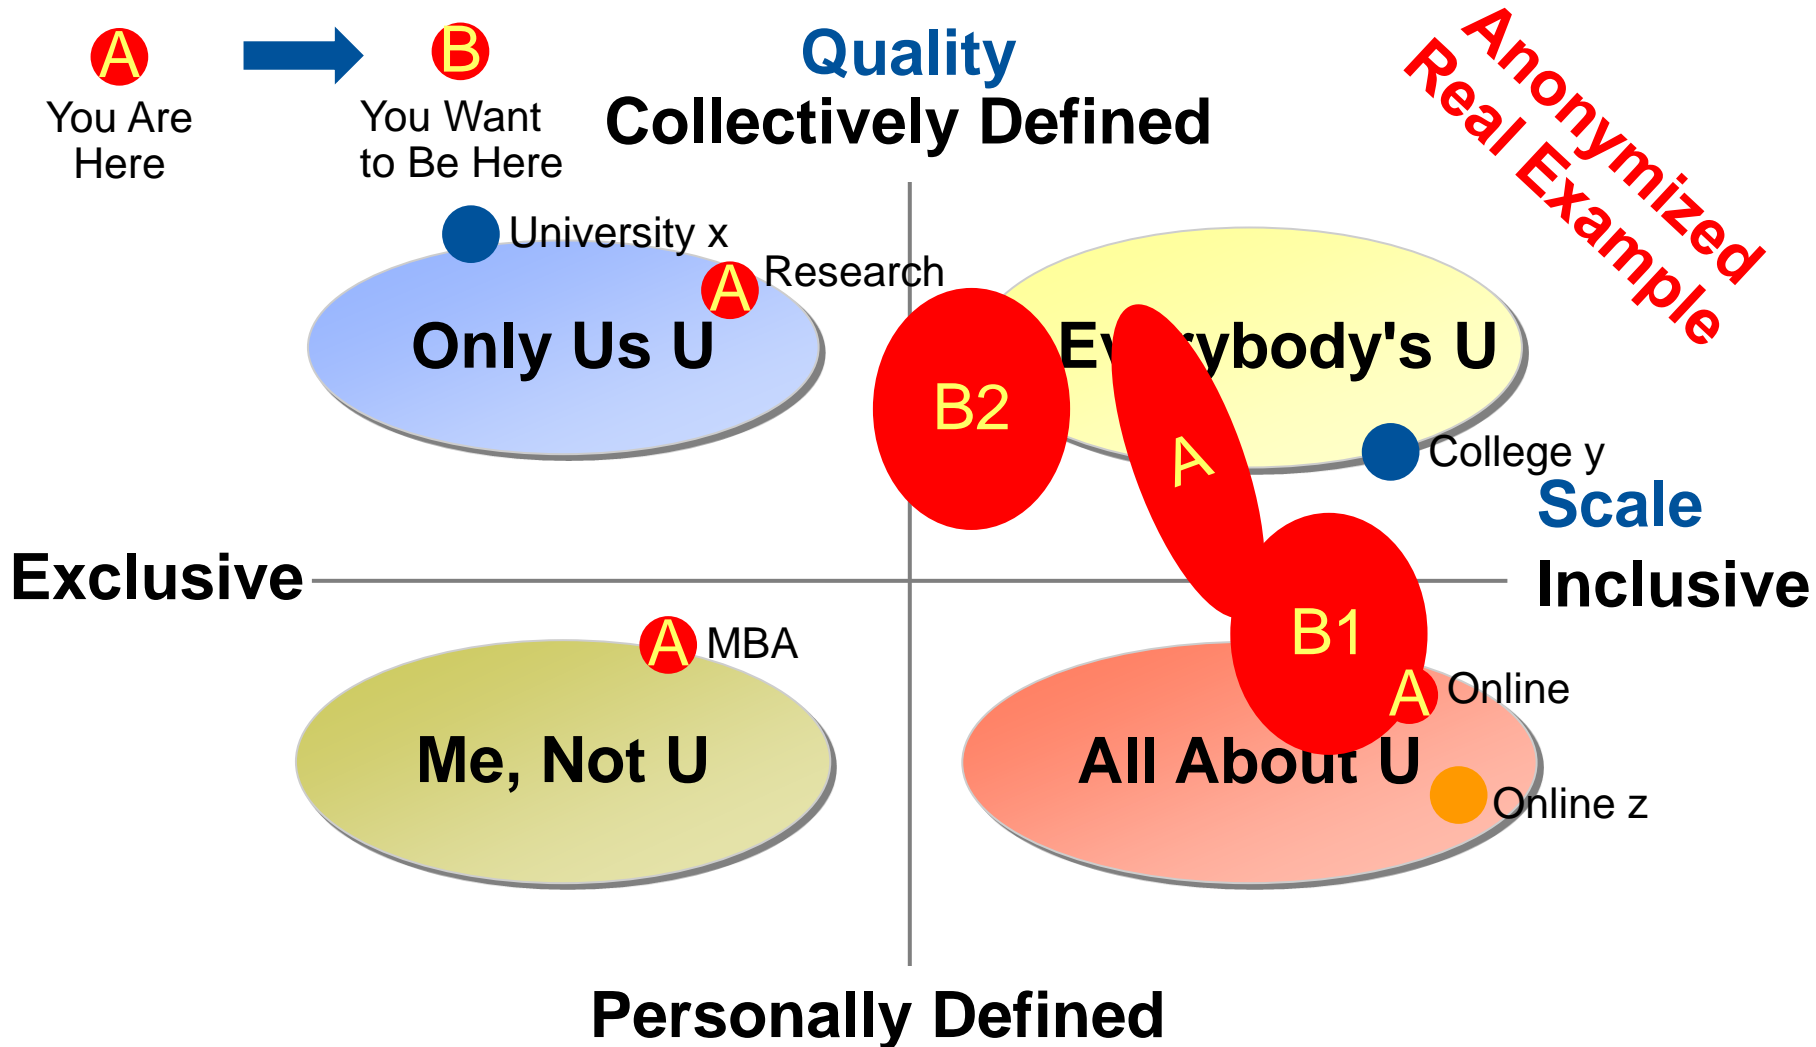 A
B
You Are
Here
You Want
to Be Here
Quality
Collectively Defined
Anonymized
Real Example
University x
A
Research
Only Us U
Everybody's U
B2
A
College y
Scale
Exclusive
Inclusive
A
MBA
B1
A
Online
Me, Not U
All About U
Online z
Personally Defined